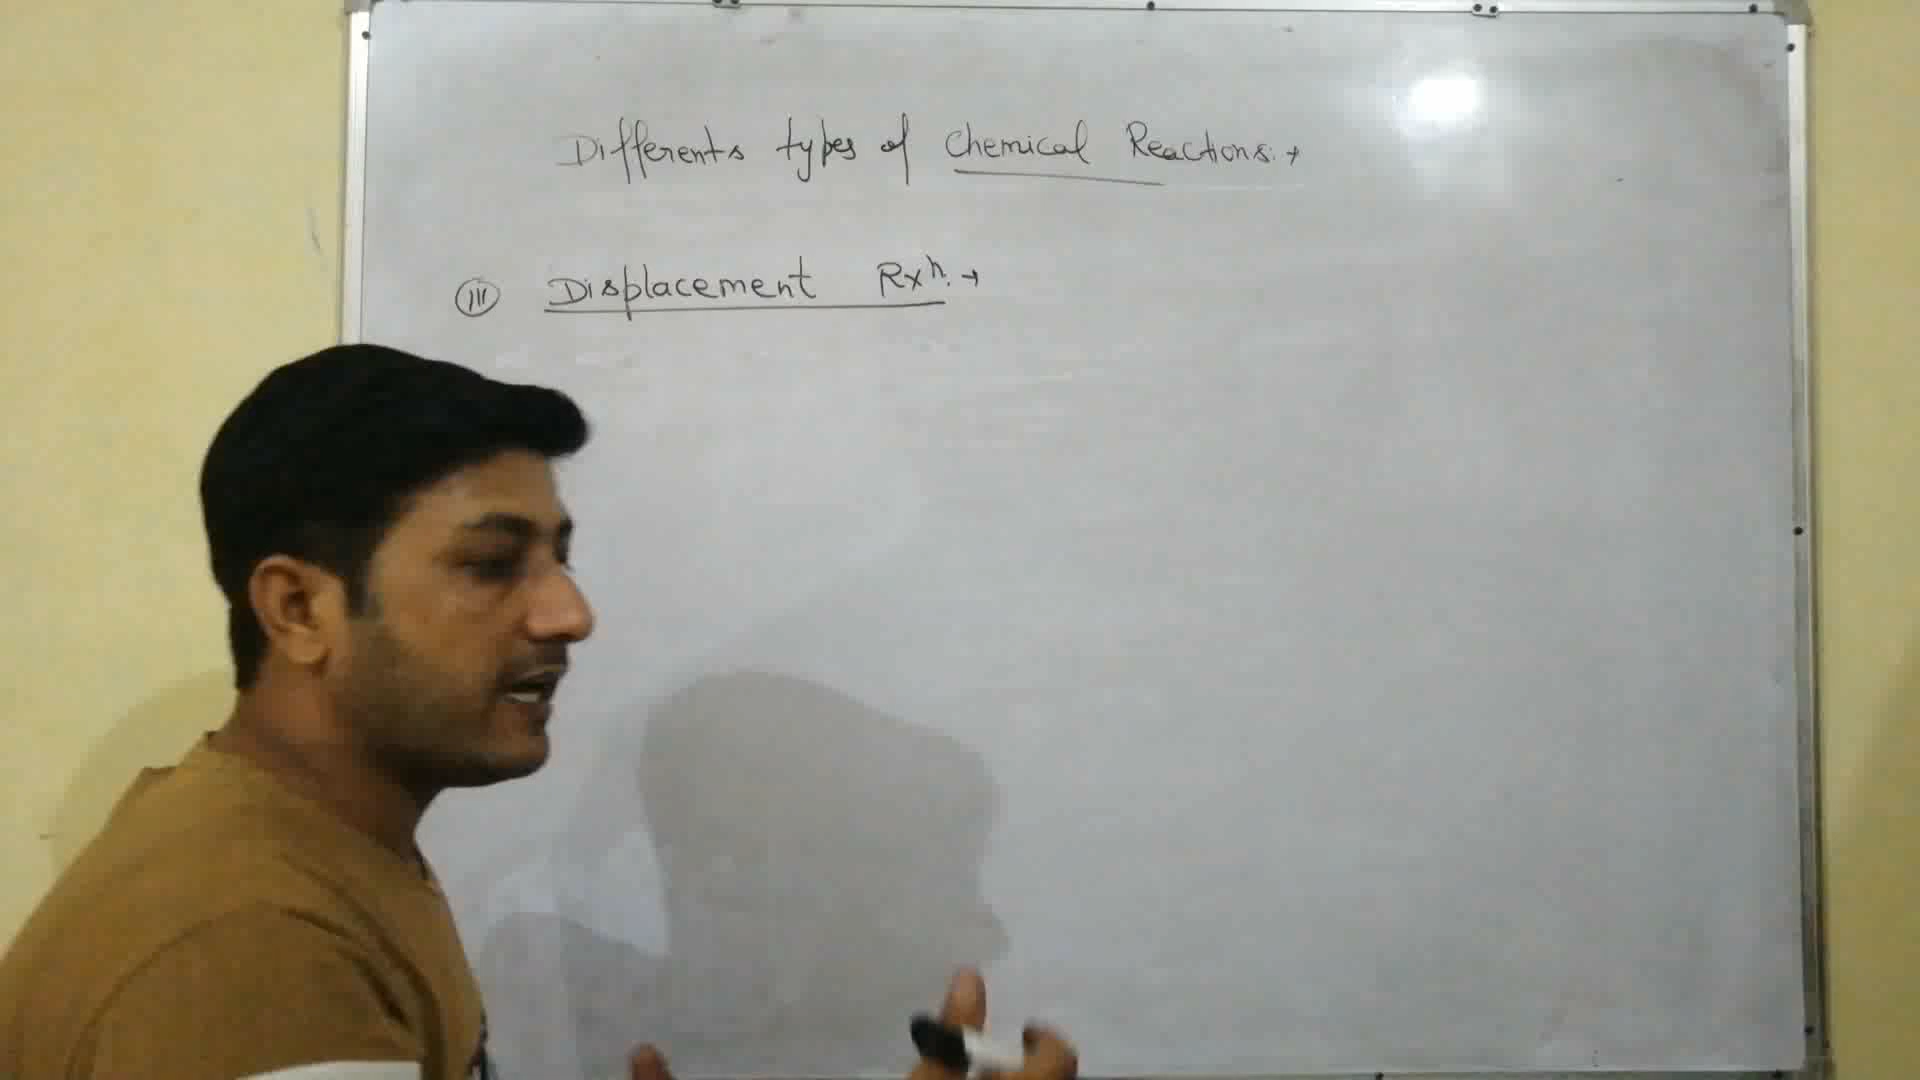 Differents types of Chemical Reactions :→
(iii) Displacement Rxn. →